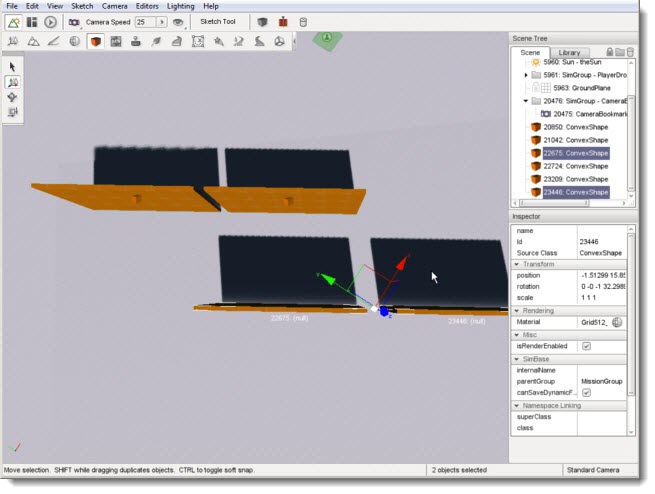 File Edit View Sketch Camera Editors Lighting Help
Camera Speed 25 Sketch Tool
Scene Tree
Scene Library
5960: Sun - theSun
5961: SimGroup - PlayerDro
5963: GroundPlane
20476: SimGroup - CameraB
20475: CameraBookmark
20850: ConvexShape
21042: ConvexShape
22675: ConvexShape
22724: ConvexShape
23209: ConvexShape
23446: ConvexShape
Inspector
name
Id 23446
Source Class ConvexShape
Transform
position -1.51299 15.85
rotation 0 -0 -1 32.298
scale 1 1 1
Rendering
Material Grid512_
Misc
isRenderEnabled
SimBase
internalName
parentGroup MissionGroup
canSaveDynamicF...
Namespace Linking
superClass
class
Y
Z
22675 (null)
23446 (null)
Move selection. SHIFT while dragging duplicates objects. CTRL to toggle soft snap. 2 objects selected Standard Camera